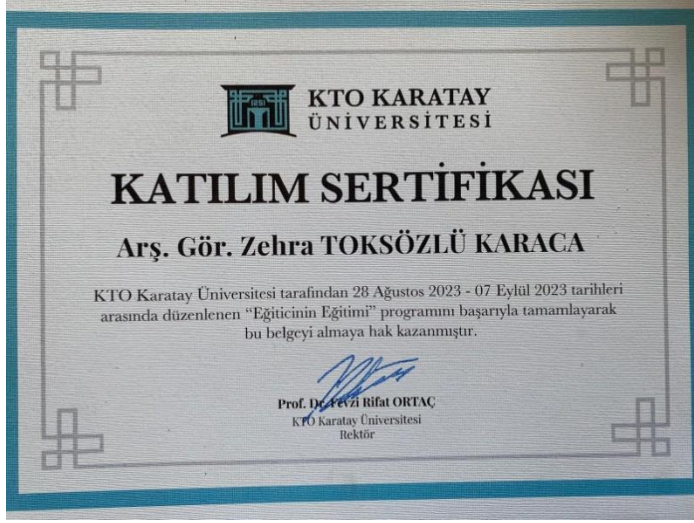 1251
KTO KARATAY
ÜNİVERSİTESİ
KATILIM SERTİFİKASI
Arş. Gör. Zehra TOKSÖZLÜ KARACA
KTO Karatay Üniversitesi tarafından 28 Ağustos 2023 - 07 Eylül 2023 tarihleri
arasında düzenlenen “Eğiticinin Eğitimi” programını başarıyla tamamlayarak
bu belgeyi almaya hak kazanmıştır.
Prof. Dr. Fevzi Rifat ORTAÇ
KTO Karatay Üniversitesi
Rektör